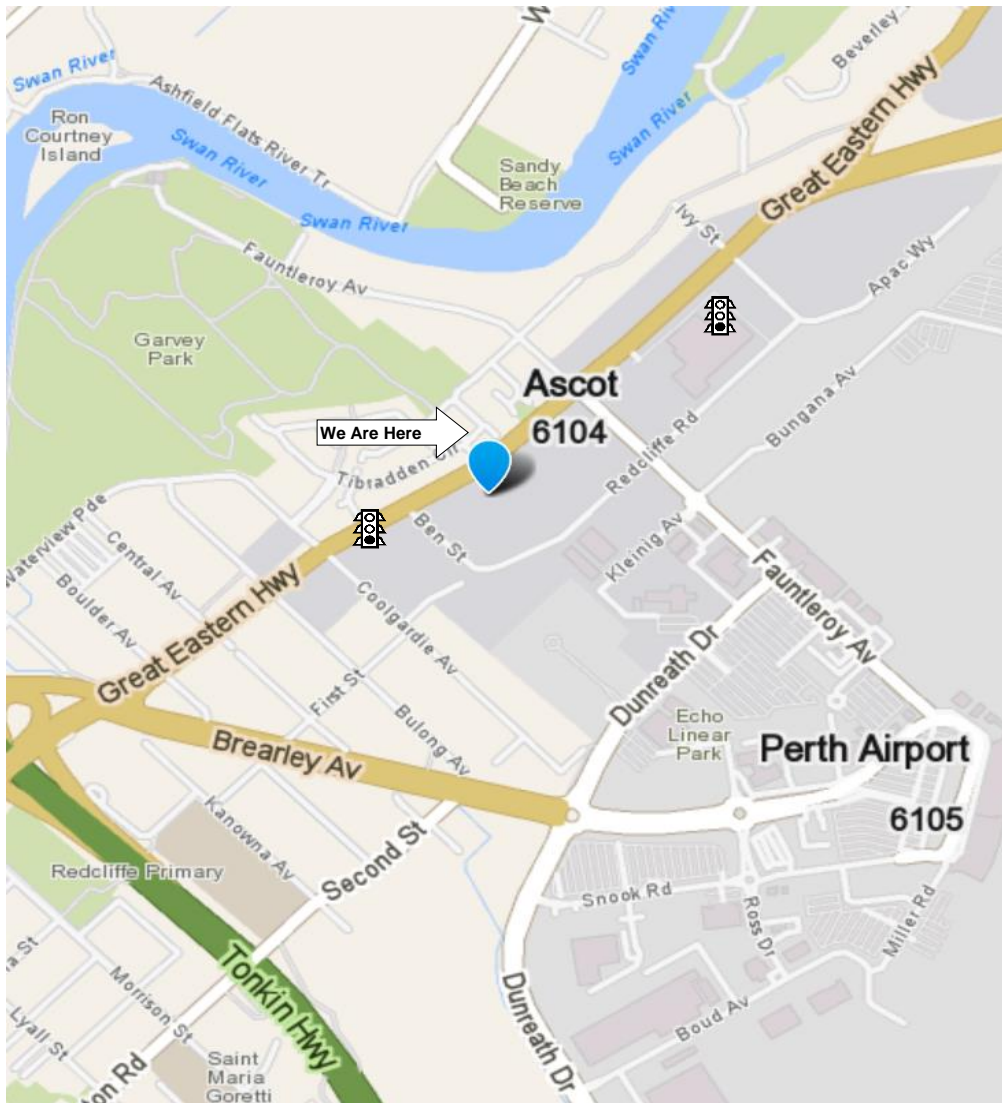 Swan River
Swan River
Ashfield Flats River Tr
Beverley
Great Eastern Hwy
Ron
Courtney
Island
Swan River
Swan River
Sandy
Beach
Reserve
Swan River
Ivy St
Fauntleroy Av
Apac Wy
Garvey
Park
Ascot
6104
Bungana Av
We Are Here
Redcliffe Rd
Tibradden Cir
Waterview Pde
Ben St
Kleinig Av
Central Av
Boulder Av
Great Eastern Hwy
Coolgardie Av
Fauntleroy Av
First St
Dunreath Dr
Bulong Av
Echo
Linear
Park
Brearley Av
Perth Airport
6105
Kanowna Av
Second St
Redcliffe Primary
Snook Rd
Ross Dr
Miller Rd
Tonkin Hwy
Morrison St
Lyall St
Dunreath Dr
Boud Av
Saint
Maria
Goretti